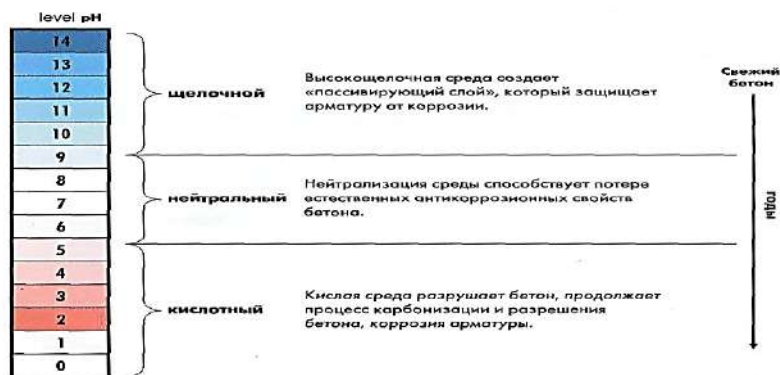 level pH
14
13
12
11
10
9
8
7
6
5
4
3
2
1
0
щелочной
Высокощелочная среда создает
«пассивирующий слой», который защищает
арматуру от коррозии.
нейтральный
Нейтрализация среды способствует потере
естественных антикоррозионных свойств
бетона.
кислотный
Кислая среда разрушает бетон, продолжает
процесс карбонизации и разрешения
бетона, коррозия арматуры.
Свежий
бетон
годы